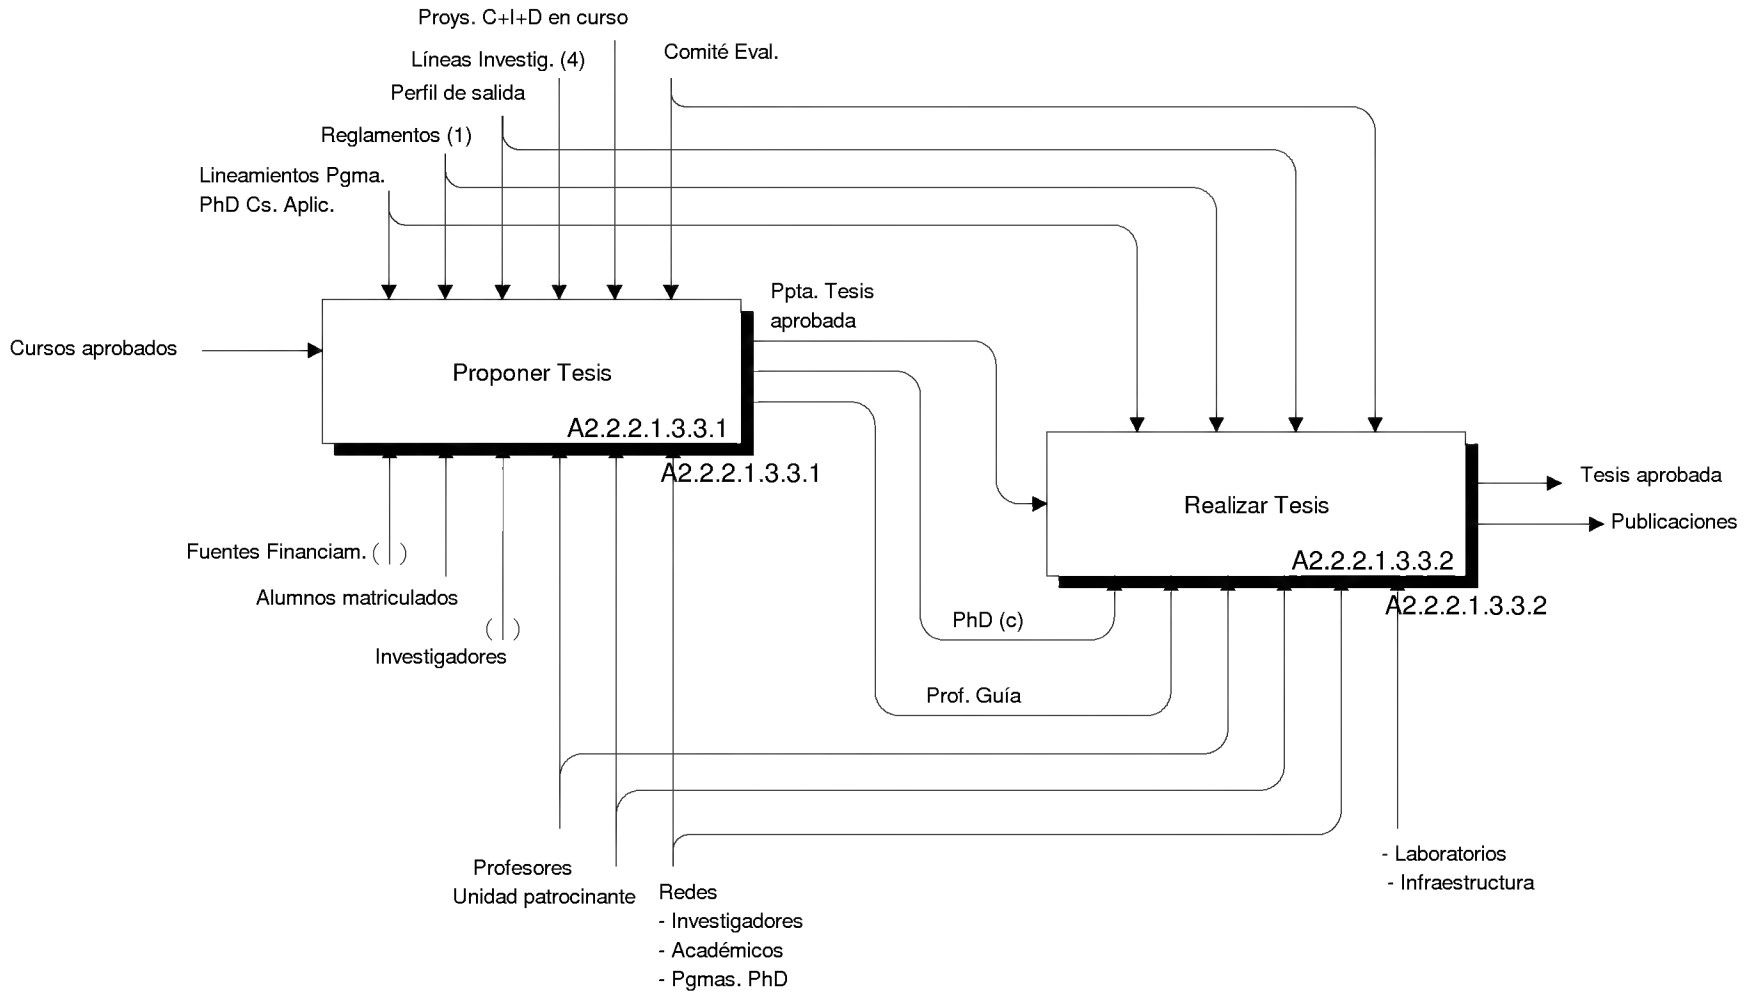 Proys. C+I+D en curso
Líneas Investig. (4)
Comité Eval.
Perfil de salida
Reglamentos (1)
Lineamientos Pgma.
PhD Cs. Aplic.
Ppta. Tesis
aprobada
Cursos aprobados
Proponer Tesis
A2.2.2.1.3.3.1
A2.2.2.1.3.3.1
Tesis aprobada
Realizar Tesis
Publicaciones
A2.2.2.1.3.3.2
A2.2.2.1.3.3.2
Fuentes Financiam.
Alumnos matriculados
PhD (c)
Investigadores
Prof. Guía
Profesores
Unidad patrocinante
Redes
- Investigadores
- Académicos
- Pgmas. PhD
- Laboratorios
- Infraestructura